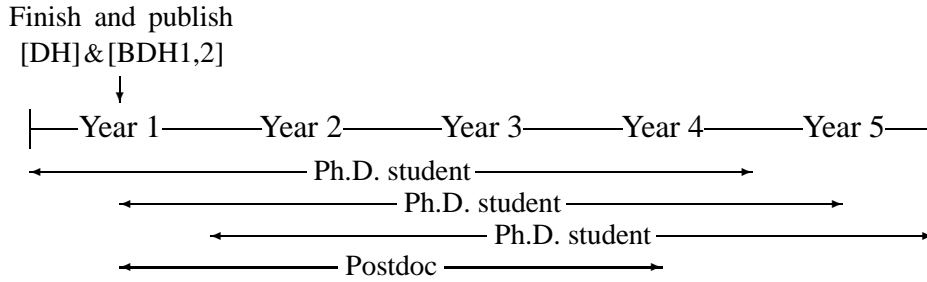 Finish and publish
[DH]&[BDH1,2]
Year 1 Year 2 Year 3 Year 4 Year 5
Ph.D. student
Ph.D. student
Ph.D. student
Postdoc